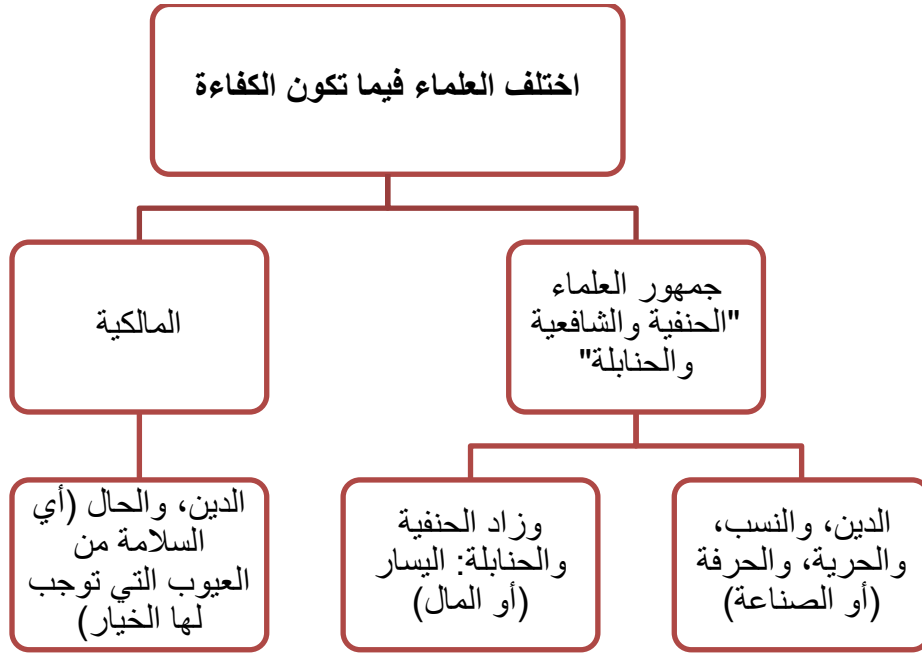 اختلف العلماء فيما تكون الكفاءة
جمهور العلماء
"الحنفية والشافعية
والحنابلة"
المالكية
الدين، والنسب،
والحرية، والحرفة
(أو الصناعة)
وزاد الحنفية
والحنابلة: اليسار
(أو المال)
الدين، والحال (أي
السلامة من
العيوب التي توجب
لها الخيار)